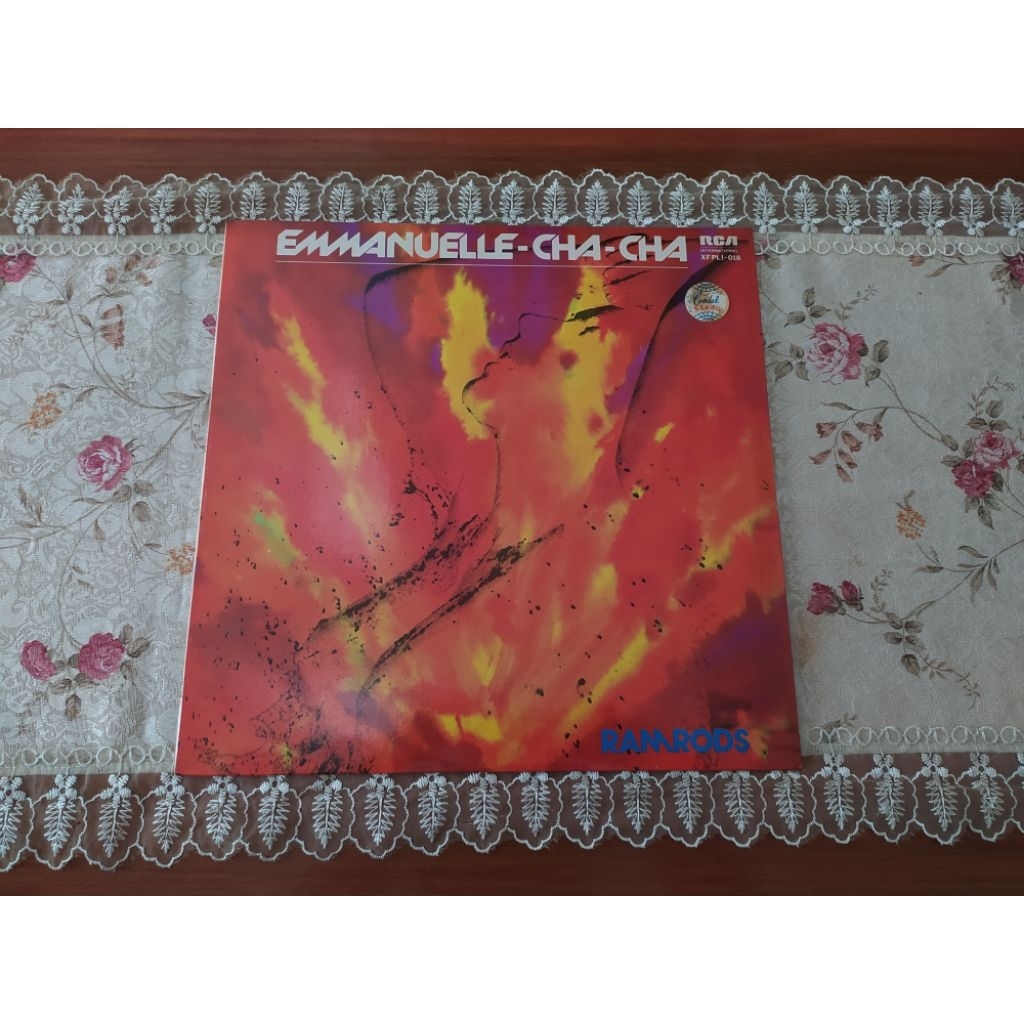 EMMANUELLE-CHA-CHA
RCA
INTERNATIONAL
XFPL1-018
RAMRODS